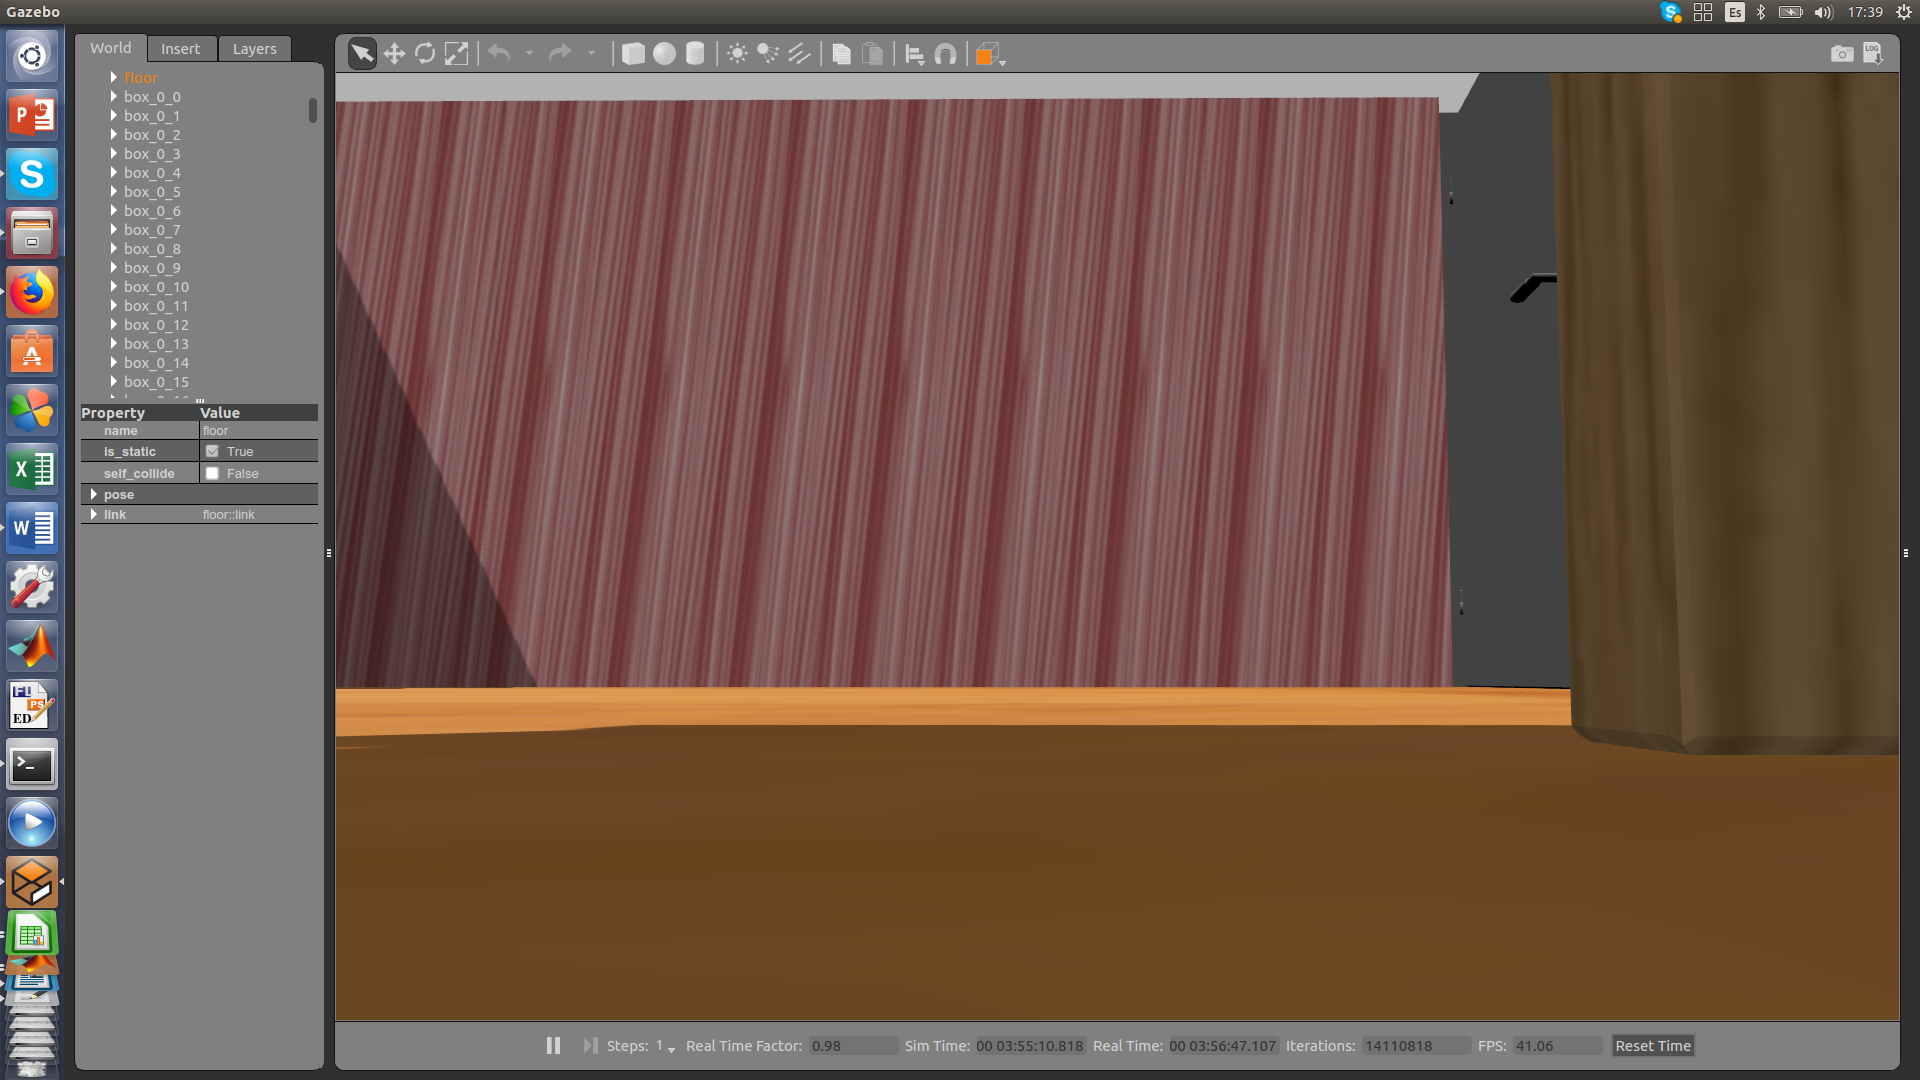 Gazebo
Es
17:39
World Insert Layers
LOG
floor
box_0_0
box_0_1
box_0_2
box_0_3
box_0_4
box_0_5
box_0_6
box_0_7
box_0_8
box_0_9
box_0_10
box_0_11
box_0_12
box_0_13
box_0_14
box_0_15
Property Value
name floor
is_static True
self_collide False
pose
link floor::link
Steps: 1 Real Time Factor: 0.98 Sim Time: 00 03:55:10.818 Real Time: 00 03:56:47.107 Iterations: 14110818 FPS: 41.06 Reset Time